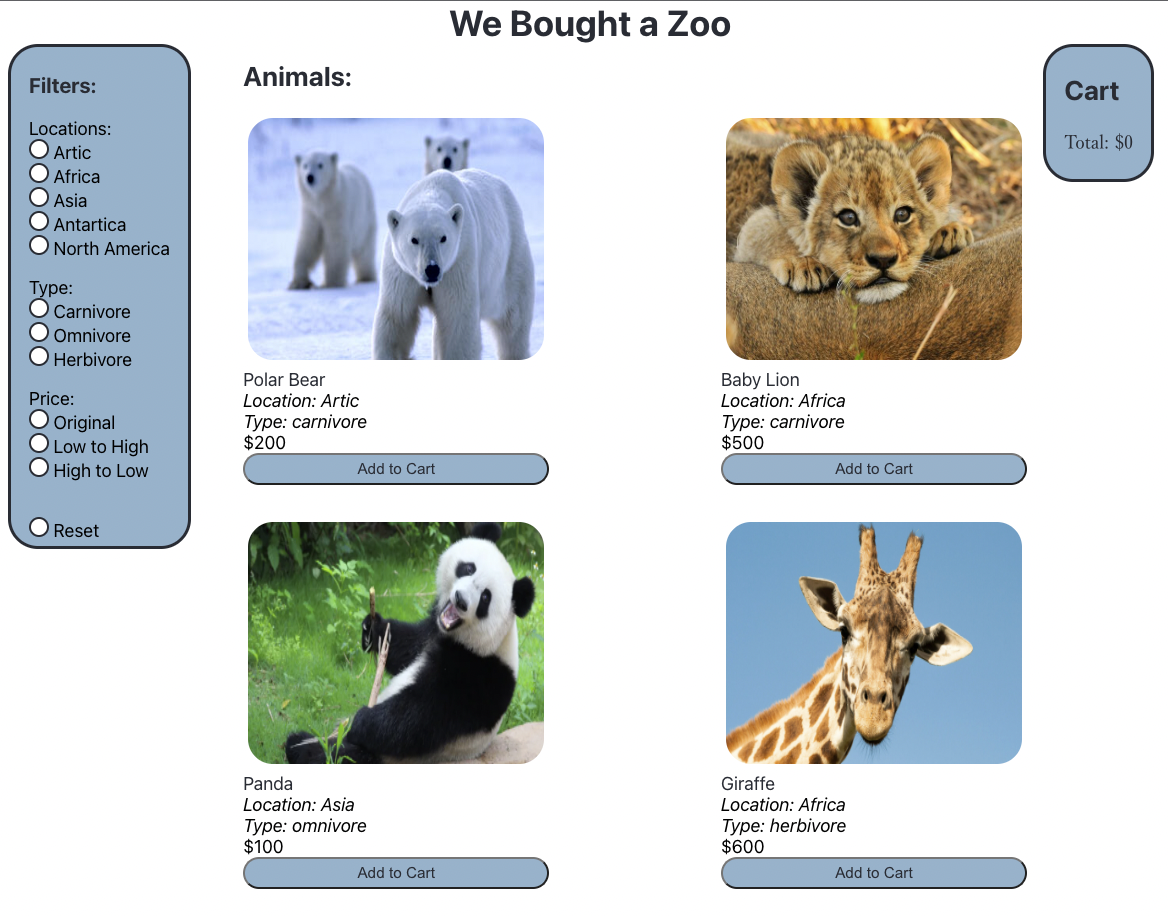 We Bought a Zoo
Filters:
Locations:
Artic
Africa
Asia
Antartica
North America
Type:
Carnivore
Omnivore
Herbivore
Price:
Original
Low to High
High to Low
Reset
Animals:
Polar Bear
Location: Artic
Type: carnivore
$200
Add to Cart
Baby Lion
Location: Africa
Type: carnivore
$500
Add to Cart
Panda
Location: Asia
Type: omnivore
$100
Add to Cart
Giraffe
Location: Africa
Type: herbivore
$600
Add to Cart
Cart
Total: $0